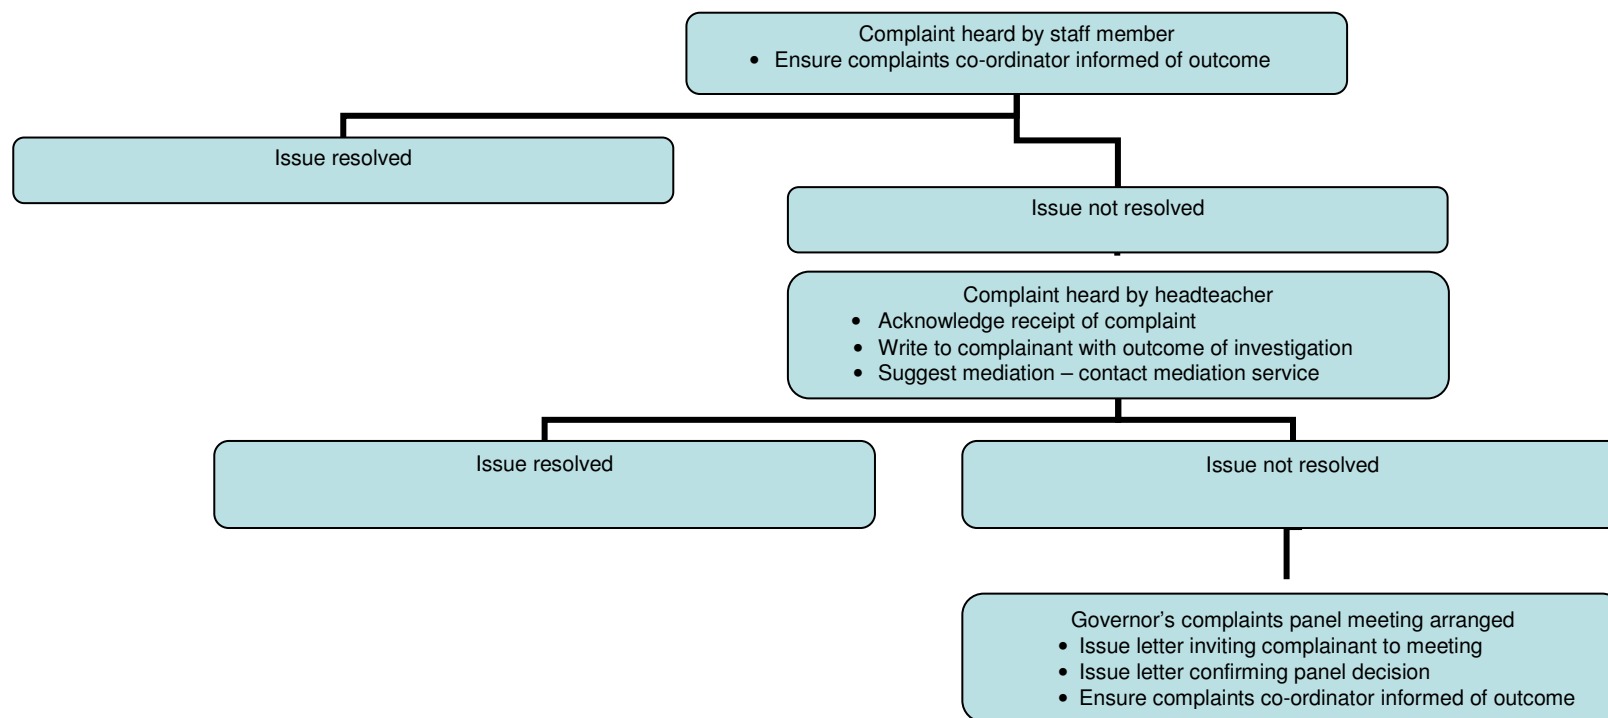 Complaint heard by staff member
• Ensure complaints co-ordinator informed of outcome
Issue resolved
Issue not resolved
Complaint heard by headteacher
• Acknowledge receipt of complaint
• Write to complainant with outcome of investigation
• Suggest mediation – contact mediation service
Issue resolved
Issue not resolved
Governor’s complaints panel meeting arranged
• Issue letter inviting complainant to meeting
• Issue letter confirming panel decision
• Ensure complaints co-ordinator informed of outcome